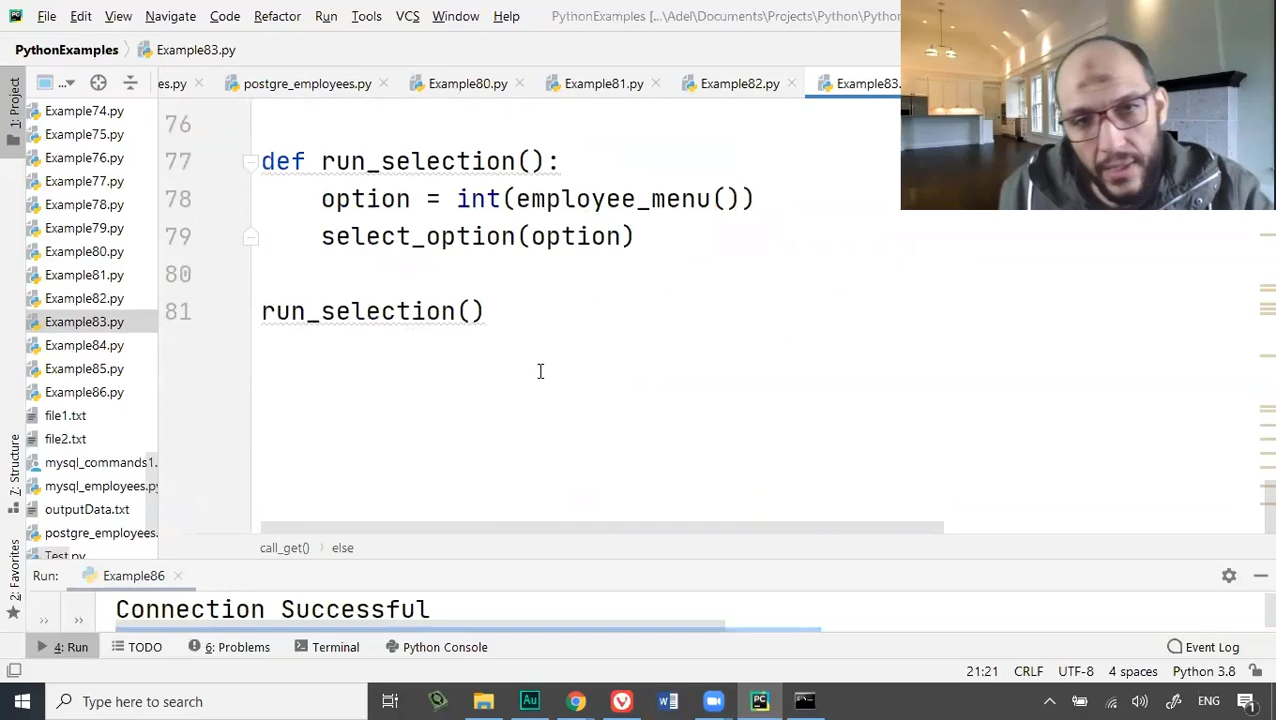 File Edit View Navigate Code Refactor Run Tools VCS Window Help PythonExamples [...\Adel\Documents\Projects\Python\Python
PythonExamples Example83.py
es.py postgre_employees.py Example80.py Example81.py Example82.py Example83.
1: Project
Example74.py
Example75.py
Example76.py
Example77.py
Example78.py
Example79.py
Example80.py
Example81.py
Example82.py
Example83.py
Example84.py
Example85.py
Example86.py
file1.txt
file2.txt
mysql_commands1.
mysql_employees.py
outputData.txt
postgre_employees.
Test.py
76
77 def run_selection():
78 option = int(employee_menu())
79 select_option(option)
80
81 run_selection()
call_get() else
Z: Structure
2: Favorites
Run: Example86
Connection Successful
4: Run TODO 6: Problems Terminal Python Console Event Log
21:21 CRLF UTF-8 4 spaces Python 3.8
Type here to search
ENG
1